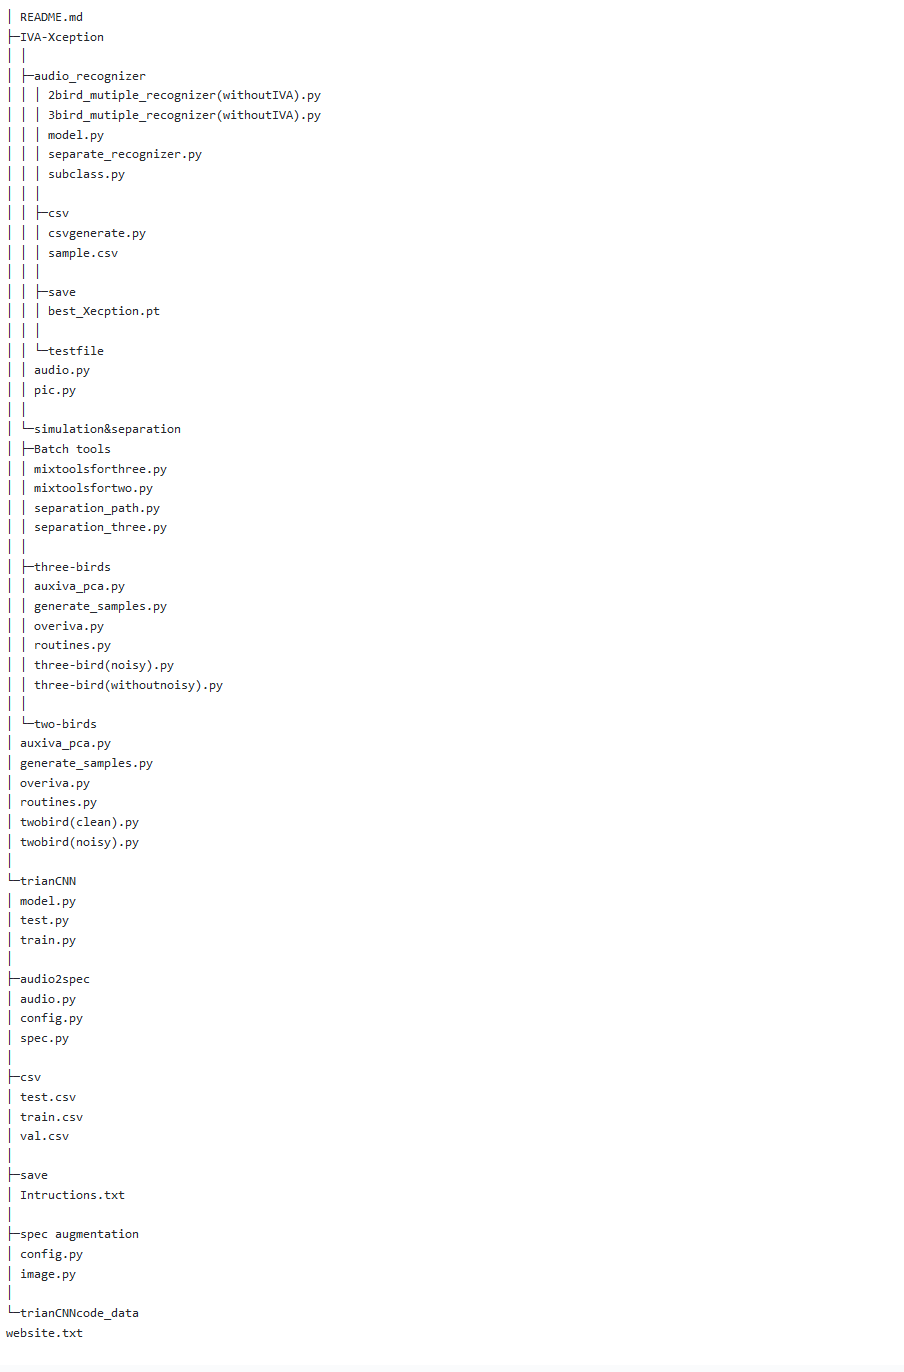 │ README.md
├─IVA-Xception
│ │
│ ├─audio_recognizer
│ │ │ 2bird_mutiple_recognizer(withoutIVA).py
│ │ │ 3bird_mutiple_recognizer(withoutIVA).py
│ │ │ model.py
│ │ │ separate_recognizer.py
│ │ │ subclass.py
│ │ │
│ │ ├─csv
│ │ │ csvgenerate.py
│ │ │ sample.csv
│ │ │
│ │ ├─save
│ │ │ best_Xecption.pt
│ │ │
│ │ └─testfile
│ │ audio.py
│ │ pic.py
│ │
│ └─simulation&separation
│ ├─Batch tools
│ │ mixtoolsforthree.py
│ │ mixtoolsfortwo.py
│ │ separation_path.py
│ │ separation_three.py
│ │
│ ├─three-birds
│ │ auxiva_pca.py
│ │ generate_samples.py
│ │ overiva.py
│ │ routines.py
│ │ three-bird(noisy).py
│ │ three-bird(withoutnoisy).py
│ │
│ └─two-birds
│ auxiva_pca.py
│ generate_samples.py
│ overiva.py
│ routines.py
│ twobird(clean).py
│ twobird(noisy).py
│
└─trianCNN
│ model.py
│ test.py
│ train.py
│
├─audio2spec
│ audio.py
│ config.py
│ spec.py
│
├─csv
│ test.csv
│ train.csv
│ val.csv
│
├─save
│ Intructions.txt
│
├─spec augmentation
│ config.py
│ image.py
│
└─trianCNNcode_data
website.txt